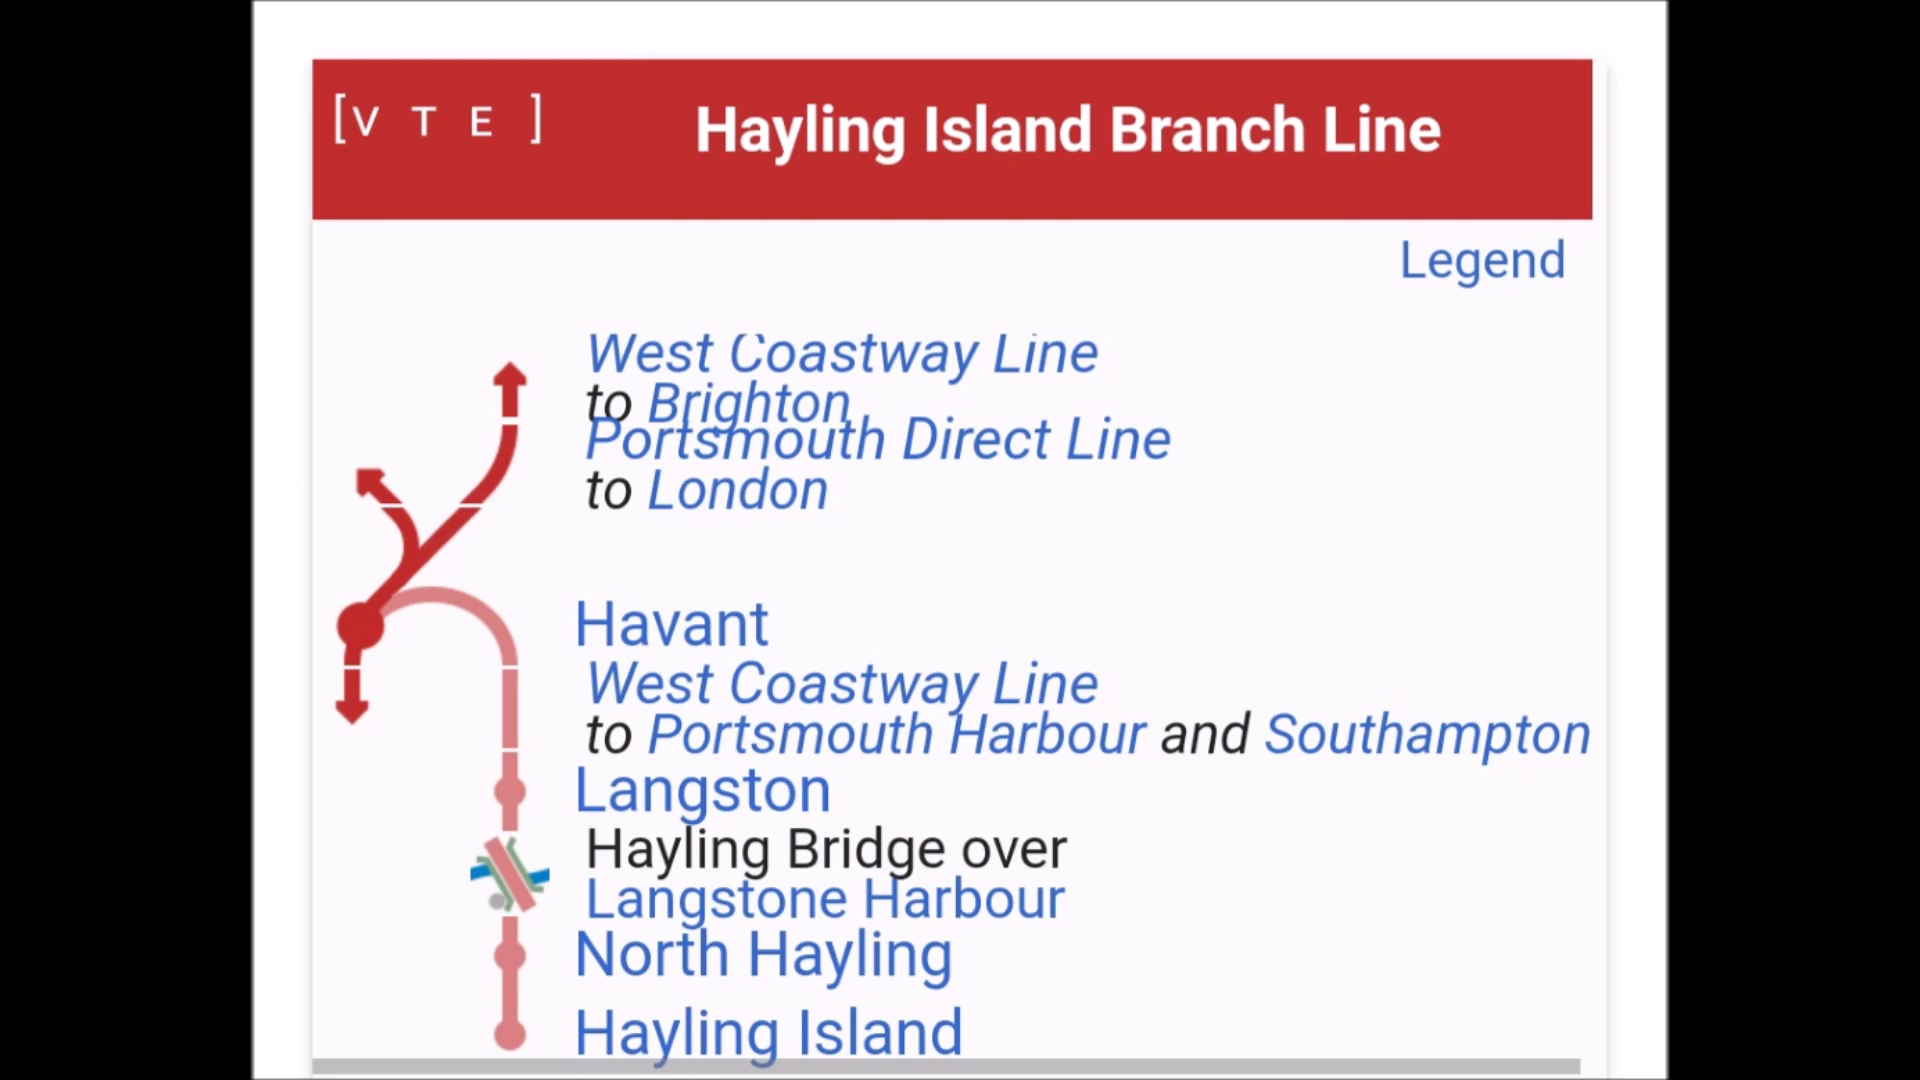 [V T E ]
Hayling Island Branch Line
Legend
West Coastway Line
to Brighton
Portsmouth Direct Line
to London
Havant
West Coastway Line
to Portsmouth Harbour and Southampton
Langston
Hayling Bridge over
Langstone Harbour
North Hayling
Hayling Island